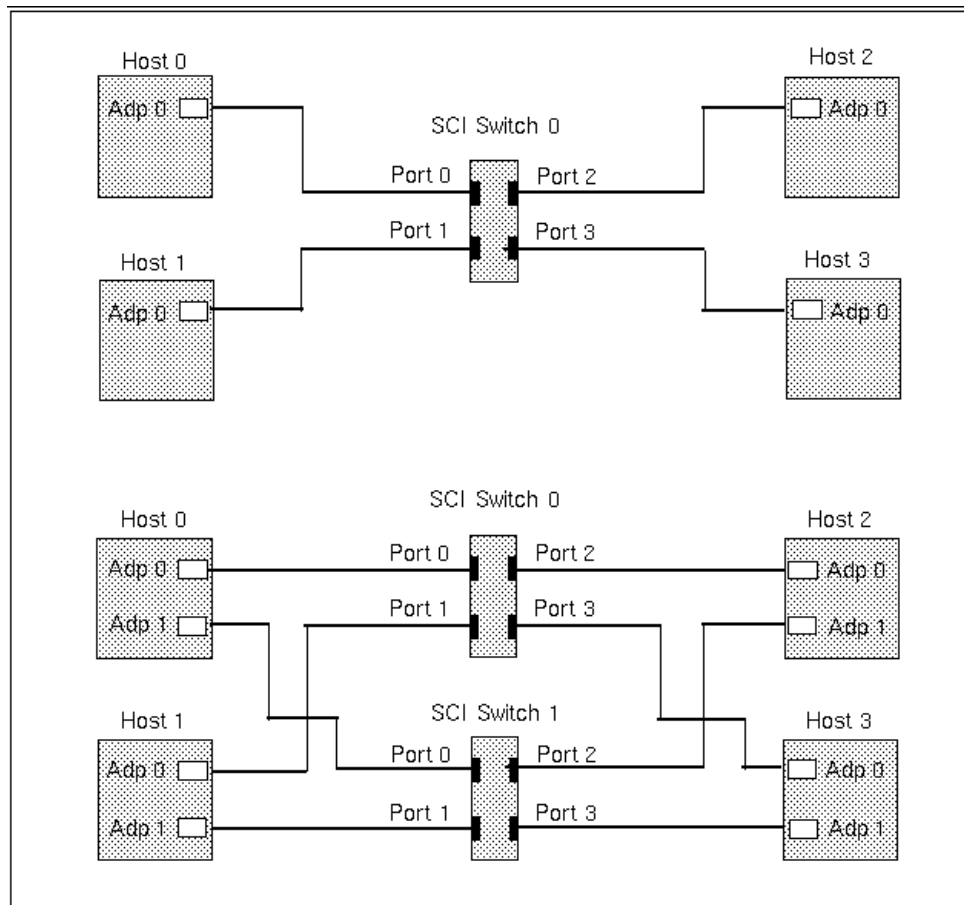 Host 0
Host 2
Adp 0
Adp 0
SCI Switch 0
Port 0
Port 2
Port 1
Port 3
Host 1
Host 3
Adp 0
Adp 0
SCI Switch 0
Host 0
Host 2
Port 0
Port 2
Adp 0
Adp 0
Port 1
Port 3
Adp 1
Adp 1
SCI Switch 1
Host 1
Host 3
Port 0
Port 2
Adp 0
Adp 0
Port 1
Port 3
Adp 1
Adp 1